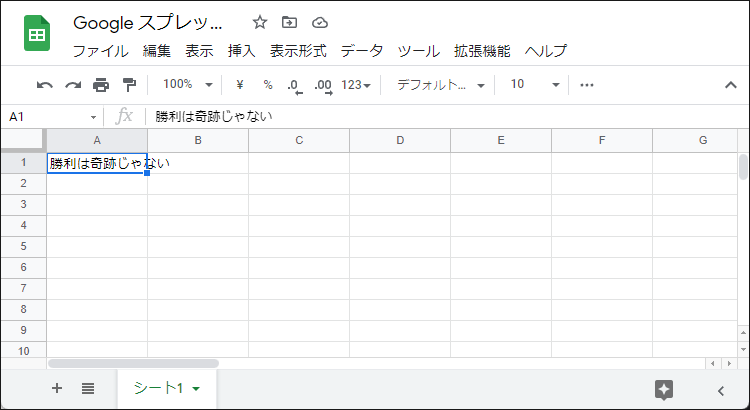 Google スプレッ...
ファイル 編集 表示 挿入 表示形式 データ ツール 拡張機能 ヘルプ
100% ¥ % .0 .00 123 デフォルト... 10
A1 fx 勝利は奇跡じゃない
A B C D E F G
1 勝利は奇跡じゃない
2
3
4
5
6
7
8
9
10
シート1